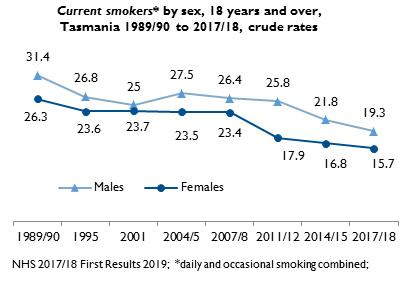 Current smokers* by sex, 18 years and over,
Tasmania 1989/90 to 2017/18, crude rates
31.4
26.8
25
27.5
26.4
25.8
21.8
19.3
26.3
23.6
23.7
23.5
23.4
17.9
16.8
15.7
Males
Females
1989/90 1995 2001 2004/5 2007/8 2011/12 2014/15 2017/18
NHS 2017/18 First Results 2019; *daily and occasional smoking combined;